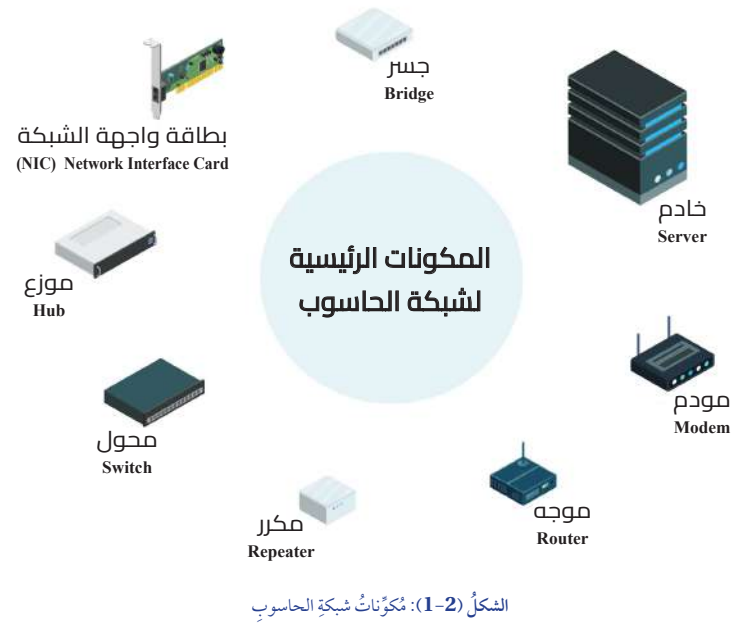 جسر
Bridge
بطاقة واجهة الشبكة
(NIC) Network Interface Card
خادم
Server
المكونات الرئيسية
لشبكة الحاسوب
موزع
Hub
مودم
Modem
محول
Switch
موجه
Router
مكرر
Repeater
الشكلُ (2-1): مُكوِّناتُ شبكةِ الحاسوبِ